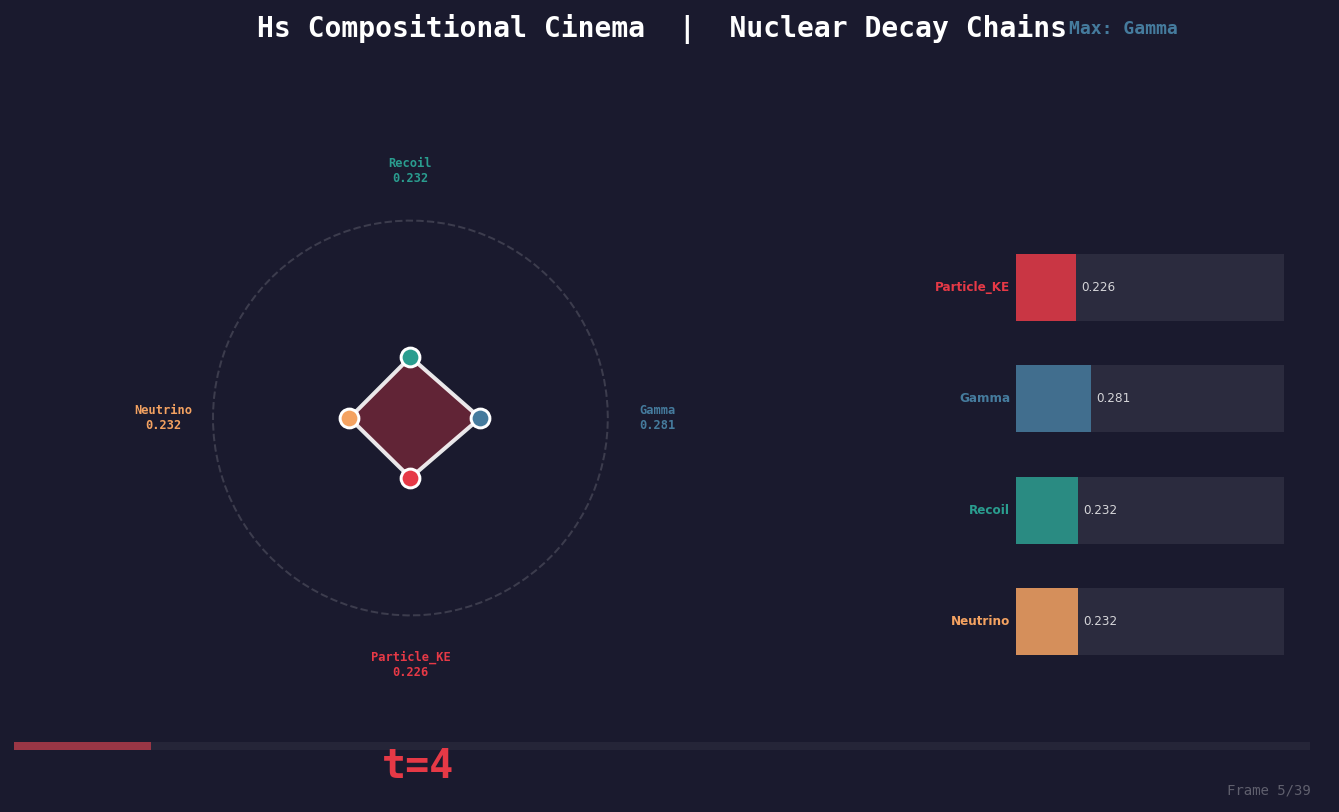 Hs Compositional Cinema | Nuclear Decay Chains
Max: Gamma
Recoil
0.232
Neutrino
0.232
Gamma
0.281
Particle_KE
0.226
Particle_KE
0.226
Gamma
0.281
Recoil
0.232
Neutrino
0.232
t=4
Frame 5/39